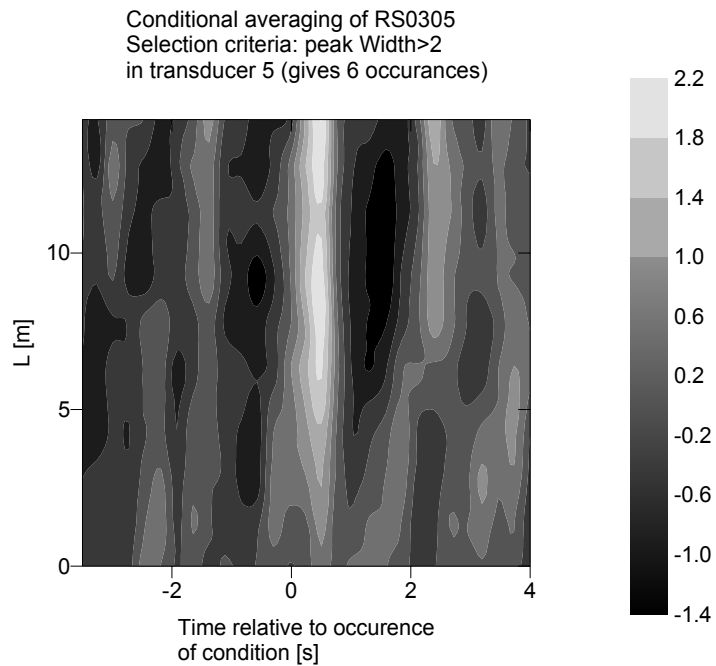 Conditional averaging of RS0305
Selection criteria: peak Width>2
in transducer 5 (gives 6 occurances)
2.2
1.8
1.4
1.0
0.6
0.2
-0.2
-0.6
-1.0
-1.4
L [m]
10
5
0
-2
0
2
4
Time relative to occurence
of condition [s]